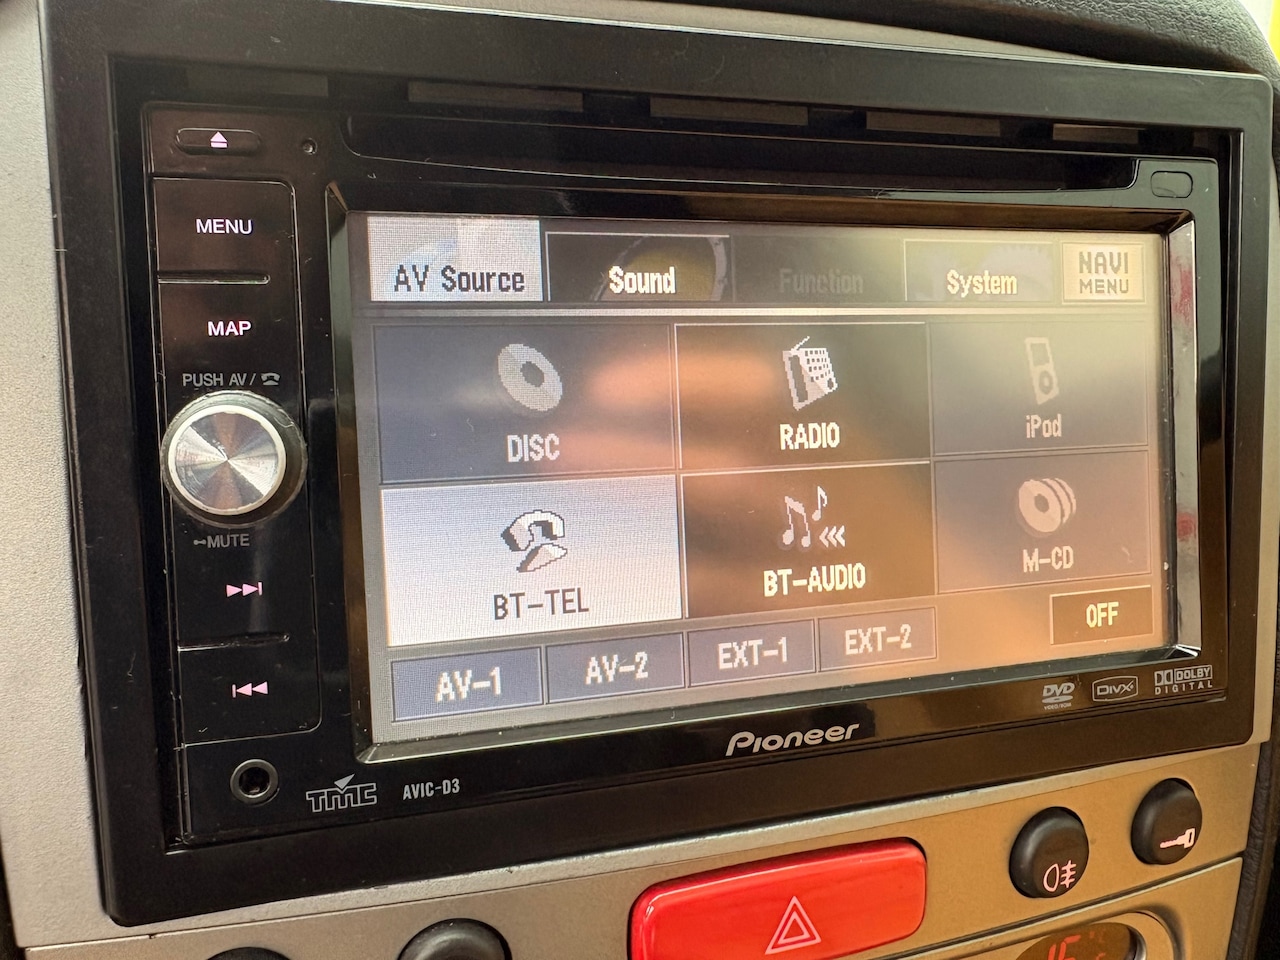 MENU
MAP
PUSH AV /
MUTE
TMC
AVIC-D3
AV Source
Sound
Function
System
NAVI
MENU
DISC
RADIO
iPod
BT-TEL
BT-AUDIO
M-CD
OFF
AV-1
AV-2
EXT-1
EXT-2
Pioneer
DVD
DivX
DOLBY
DIGITAL